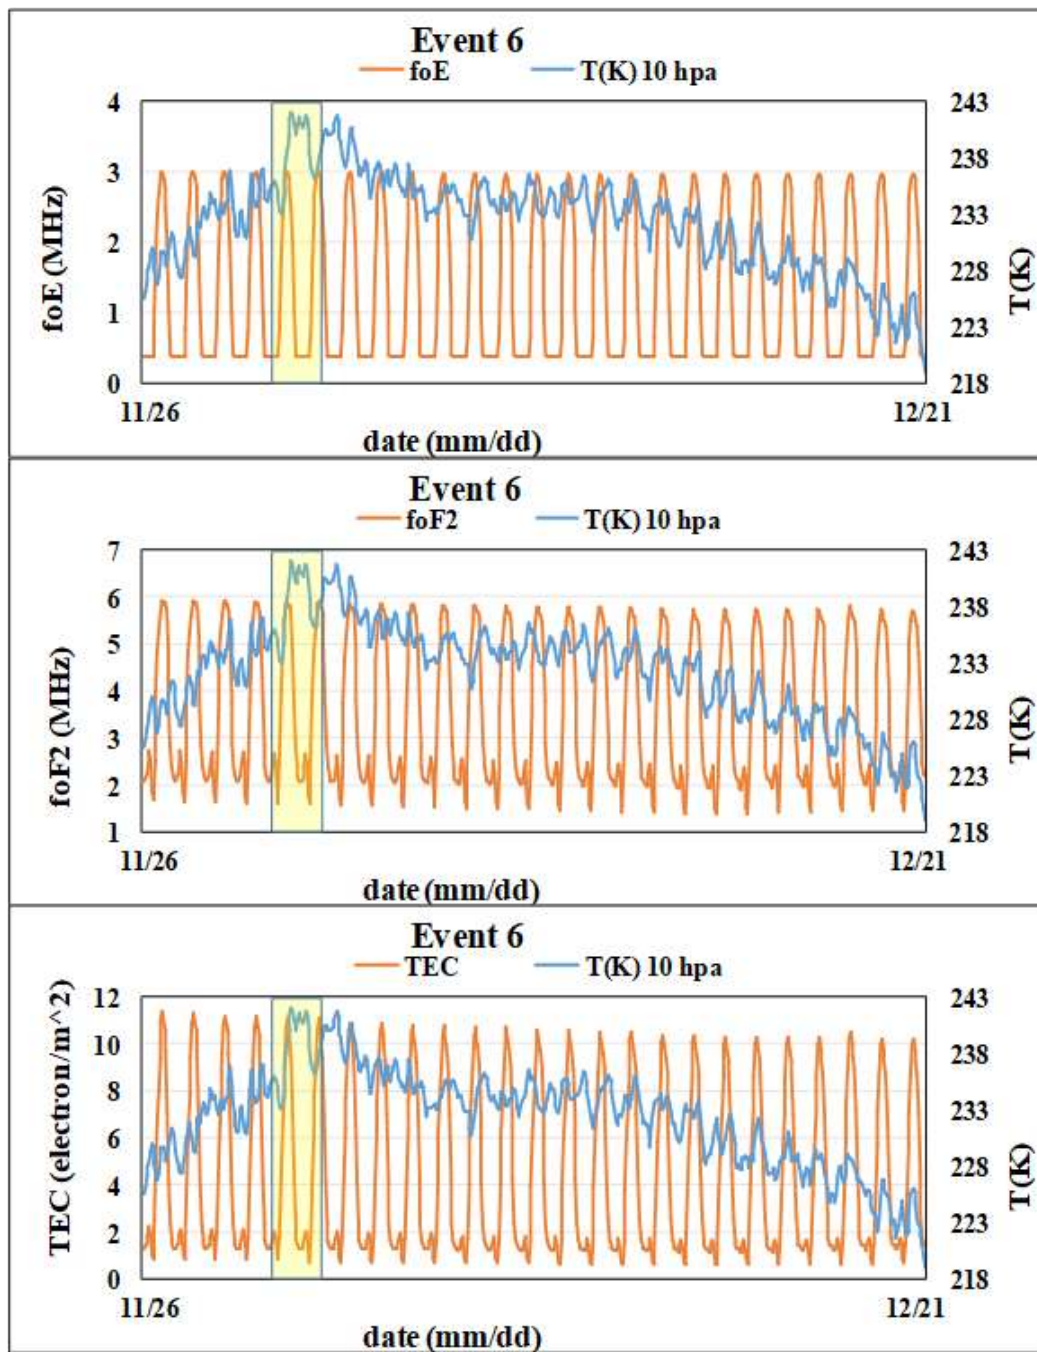 Event 6
foE T(K) 10 hpa
4 243
3 238
233
2 228
1 223
0 218
foE (MHz)
T(K)
11/26 12/21
date (mm/dd)
Event 6
foF2 T(K) 10 hpa
7 243
6 238
5 233
4
3 228
2 223
1 218
foF2 (MHz)
T(K)
11/26 12/21
date (mm/dd)
Event 6
TEC T(K) 10 hpa
12 243
10 238
8 233
6
4 228
2 223
0 218
TEC (electron/m^2)
T(K)
11/26 12/21
date (mm/dd)